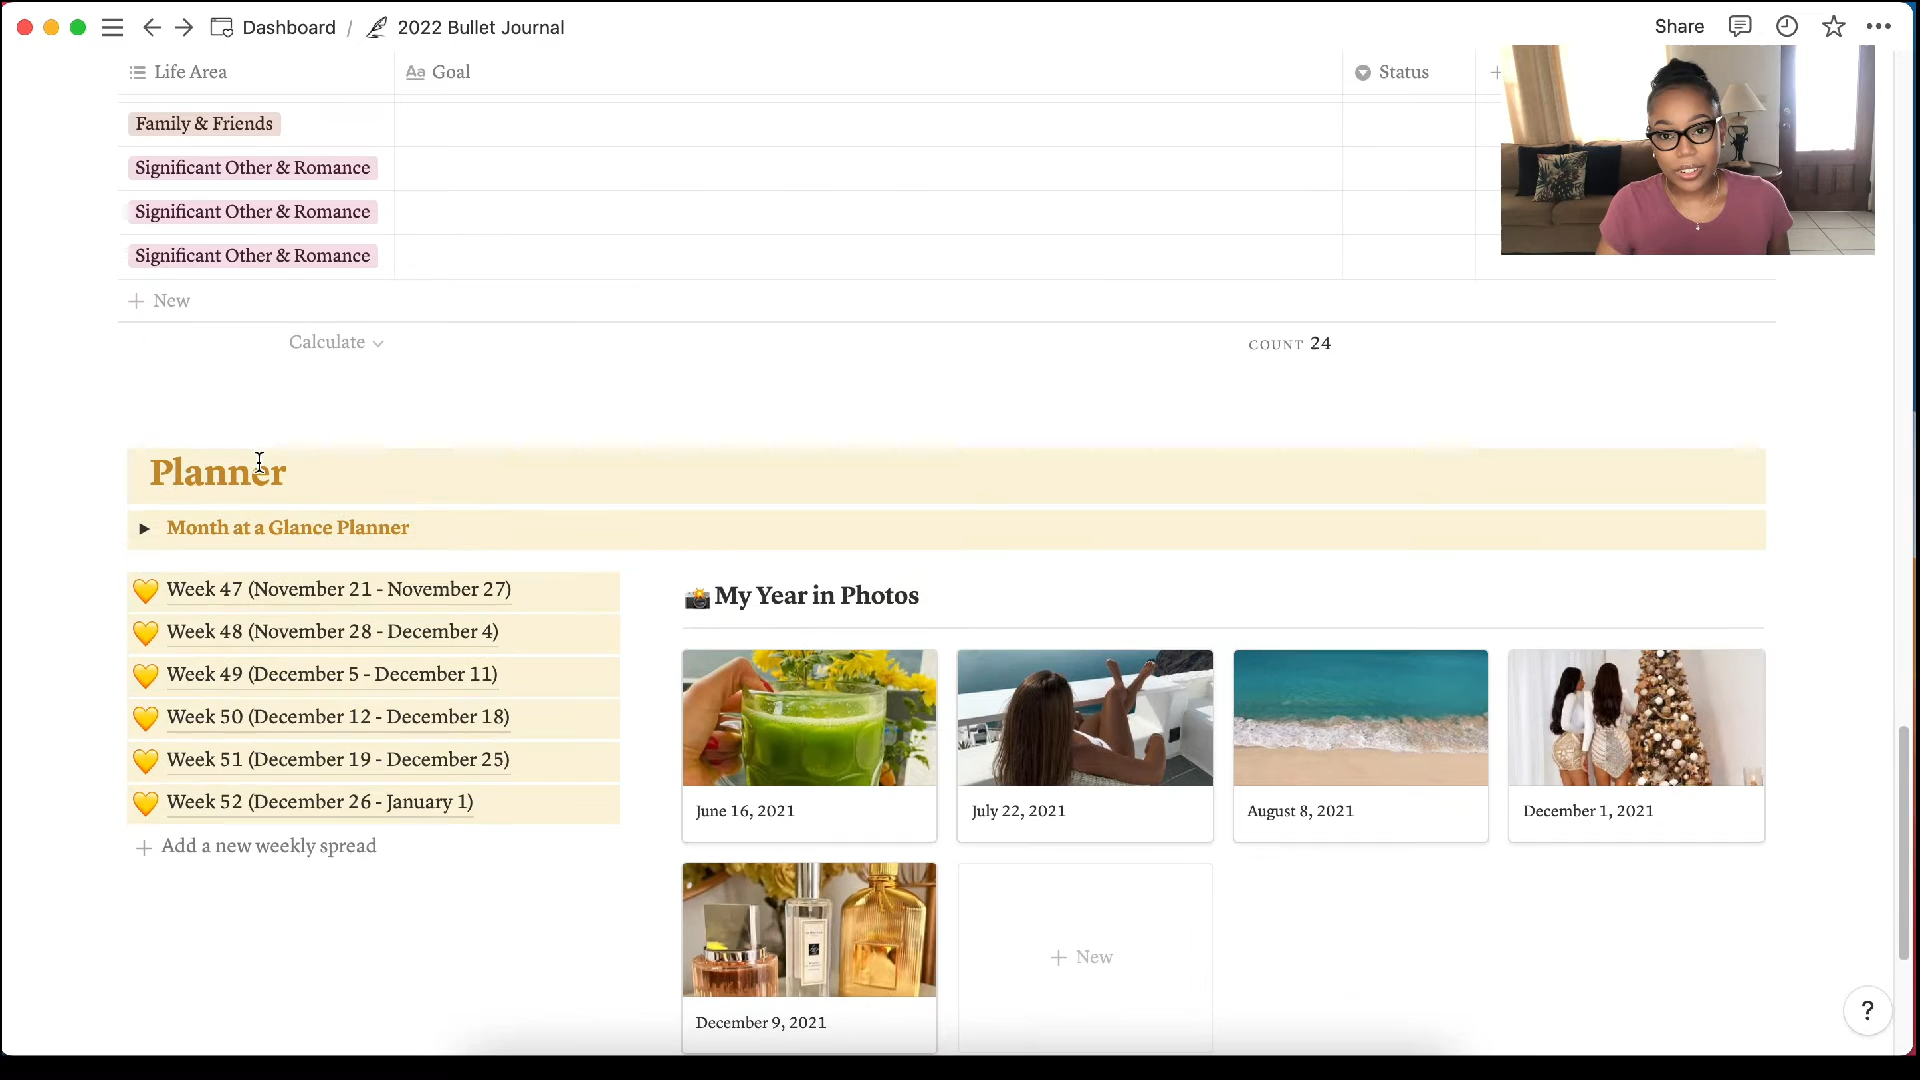 Dashboard / 2022 Bullet Journal
Share
Life Area
Aa Goal
Status
Family & Friends
Significant Other & Romance
Significant Other & Romance
Significant Other & Romance
+ New
Calculate
COUNT 24
Planner
Month at a Glance Planner
Week 47 (November 21 - November 27)
Week 48 (November 28 - December 4)
Week 49 (December 5 - December 11)
Week 50 (December 12 - December 18)
Week 51 (December 19 - December 25)
Week 52 (December 26 - January 1)
+ Add a new weekly spread
My Year in Photos
June 16, 2021
July 22, 2021
August 8, 2021
December 1, 2021
December 9, 2021
+ New
?